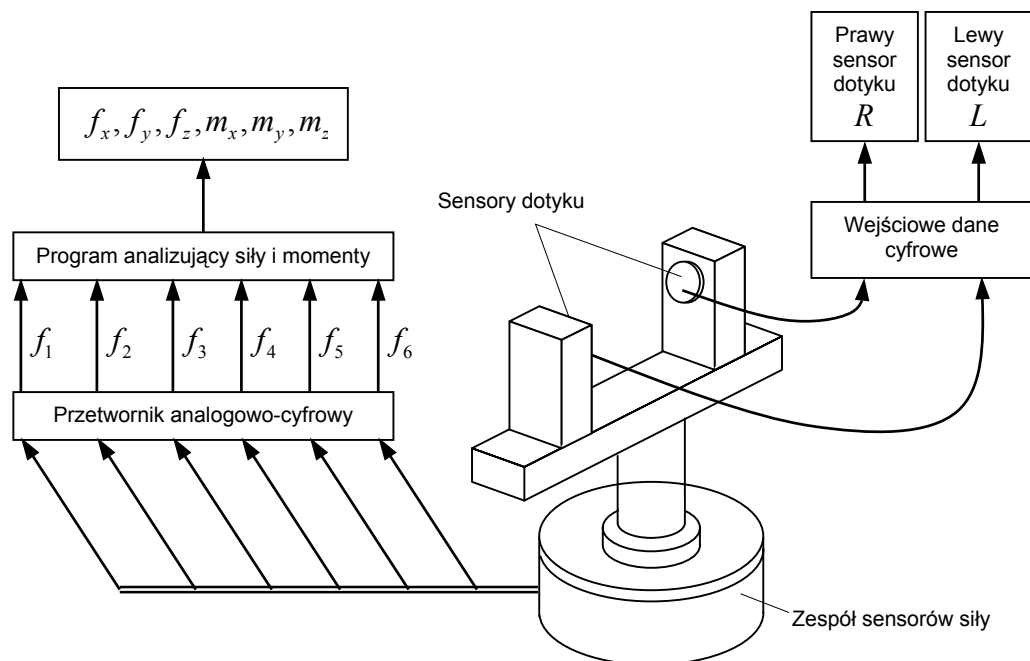 Prawy
sensor
dotyku
R
Lewy
sensor
dotyku
L
f_x, f_y, f_z, m_x, m_y, m_z
Sensory dotyku
Wejściowe dane
cyfrowe
Program analizujący siły i momenty
f_1 f_2 f_3 f_4 f_5 f_6
Przetwornik analogowo-cyfrowy
Zespół sensorów siły